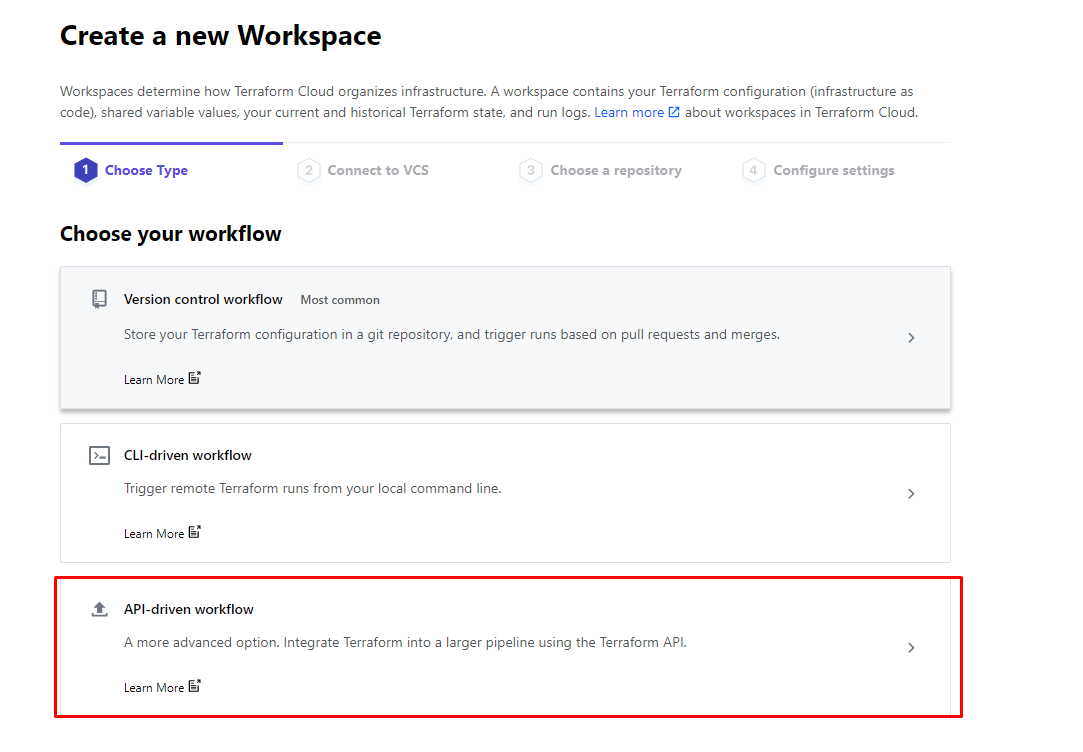 Create a new Workspace
Workspaces determine how Terraform Cloud organizes infrastructure. A workspace contains your Terraform configuration (infrastructure as
code), shared variable values, your current and historical Terraform state, and run logs. Learn more about workspaces in Terraform Cloud.
1 Choose Type
2 Connect to VCS
3 Choose a repository
4 Configure settings
Choose your workflow
Version control workflow Most common
Store your Terraform configuration in a git repository, and trigger runs based on pull requests and merges.
Learn More
CLI-driven workflow
Trigger remote Terraform runs from your local command line.
Learn More
API-driven workflow
A more advanced option. Integrate Terraform into a larger pipeline using the Terraform API.
Learn More